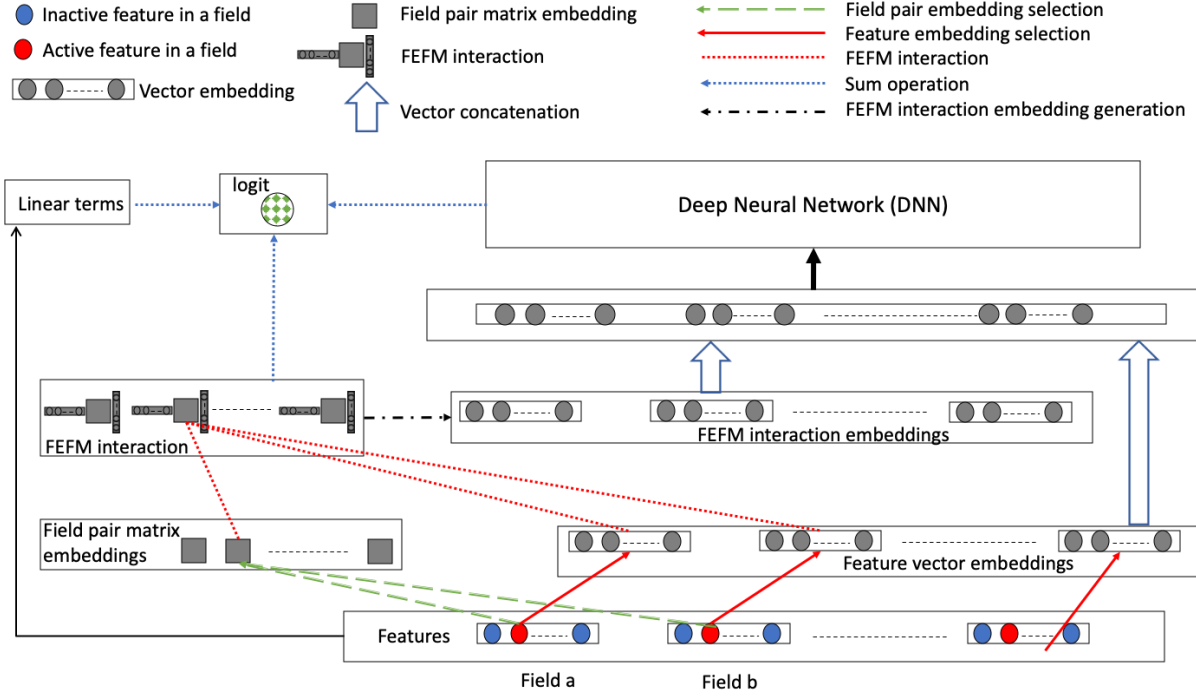 Inactive feature in a field
Active feature in a field
Vector embedding
Field pair matrix embedding
FEFM interaction
Vector concatenation
Field pair embedding selection
Feature embedding selection
FEFM interaction
Sum operation
FEFM interaction embedding generation
Linear terms
logit
Deep Neural Network (DNN)
FEFM interaction
FEFM interaction embeddings
Field pair matrix
embeddings
Feature vector embeddings
Features
Field a
Field b